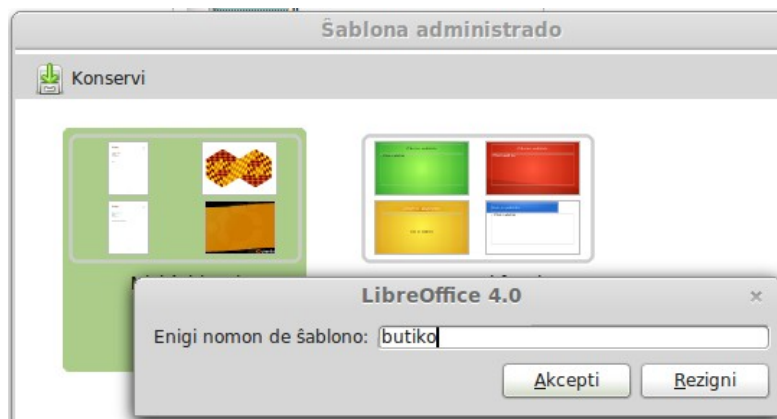 Ŝablona administrado
Konservi
LibreOffice 4.0
Enigi nomon de ŝablono: butiko
Akcepti Rezigni